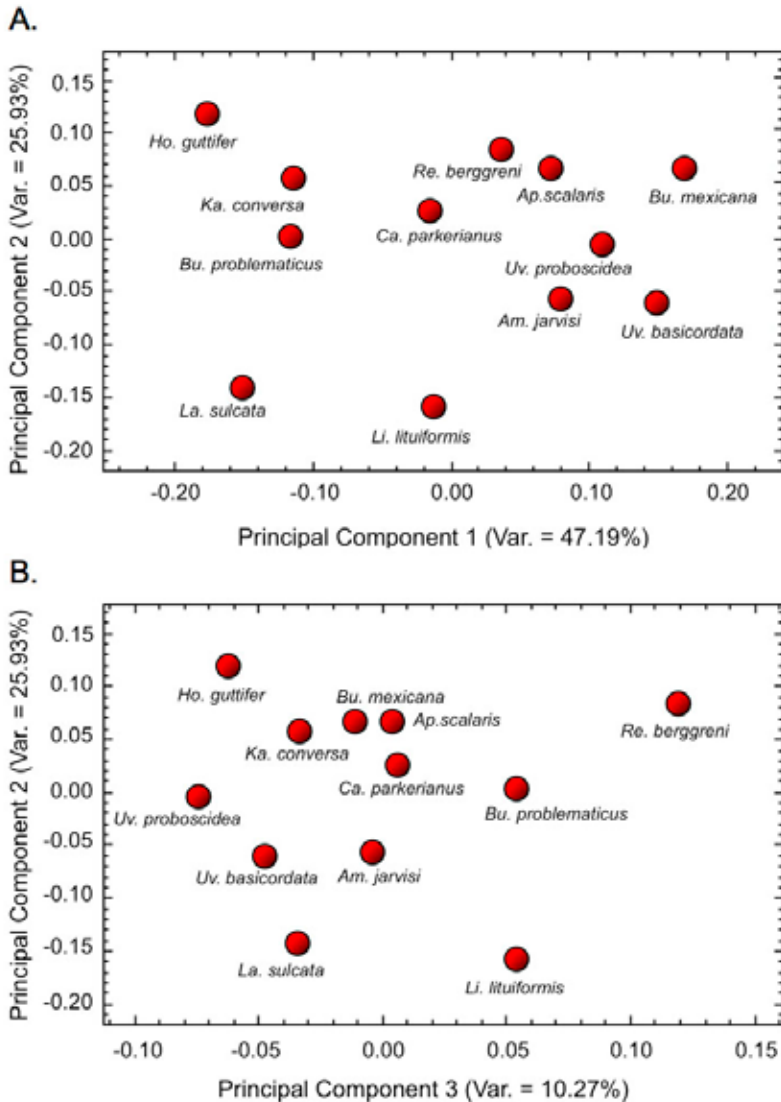 A.
Principal Component 2 (Var. = 25.93%)
0.15
0.10
0.05
0.00
-0.05
-0.10
-0.15
-0.20
Ho. guttifer
Re. berggreni
Ap.scalaris
Bu. mexicana
Ka. conversa
Ca. parkerianus
Bu. problematicus
Uv. proboscidea
Am. jarvisi
Uv. basicordata
La. sulcata
Li. lituiformis
-0.20
-0.10
0.00
0.10
0.20
Principal Component 1 (Var. = 47.19%)
B.
Principal Component 2 (Var. = 25.93%)
0.15
0.10
0.05
0.00
-0.05
-0.10
-0.15
-0.20
Ho. guttifer
Bu. mexicana
Ap.scalaris
Re. berggreni
Ka. conversa
Ca. parkerianus
Bu. problematicus
Uv. proboscidea
Uv. basicordata
Am. jarvisi
La. sulcata
Li. lituiformis
-0.10
-0.05
0.00
0.05
0.10
0.15
Principal Component 3 (Var. = 10.27%)